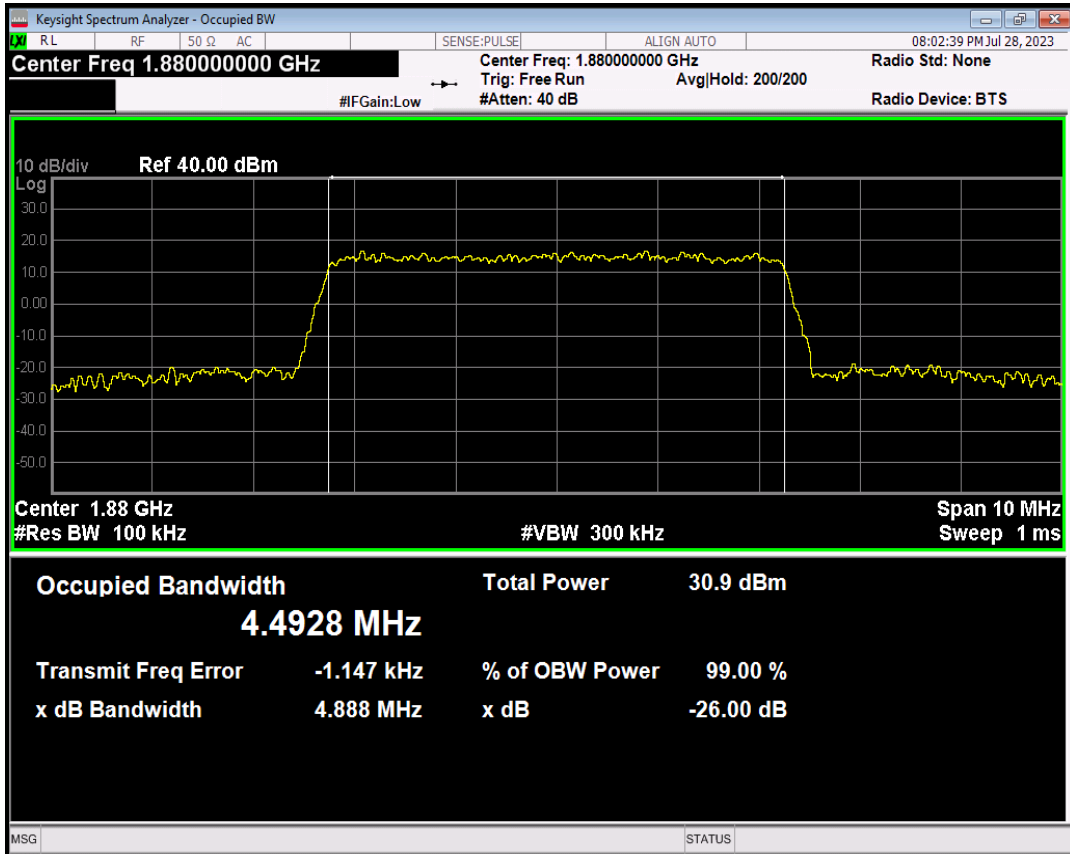 Keysight Spectrum Analyzer - Occupied BW
LXI RL RF 50 Ω AC SENSE:PULSE ALIGN AUTO 08:02:39 PM Jul 28, 2023
Center Freq 1.880000000 GHz Center Freq: 1.880000000 GHz Radio Std: None
Trig: Free Run Avg|Hold: 200/200
#IFGain:Low #Atten: 40 dB Radio Device: BTS
10 dB/div Ref 40.00 dBm
Log
30.0
20.0
10.0
0.00
-10.0
-20.0
-30.0
-40.0
-50.0
Center 1.88 GHz Span 10 MHz
#Res BW 100 kHz #VBW 300 kHz Sweep 1 ms
Occupied Bandwidth Total Power 30.9 dBm
4.4928 MHz
Transmit Freq Error -1.147 kHz % of OBW Power 99.00 %
x dB Bandwidth 4.888 MHz x dB -26.00 dB
MSG STATUS